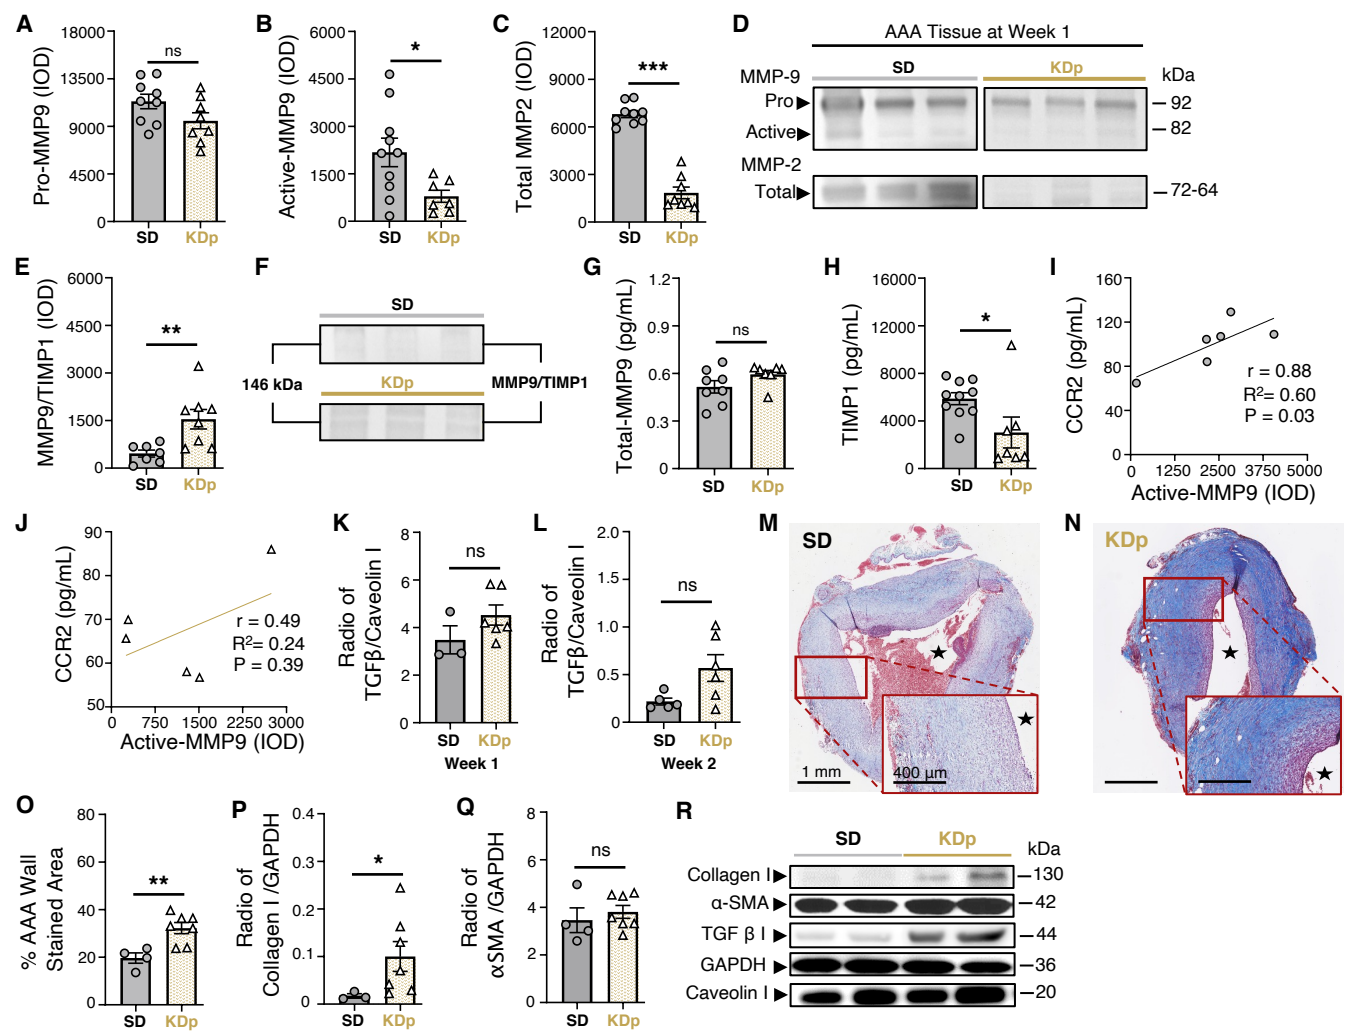 A
Pro-MMP9 (IOD)
18000
13500
9000
4500
0
ns
SD
KDp
B
Active-MMP9 (IOD)
6000
4500
3000
1500
0
*
SD
KDp
C
Total MMP2 (IOD)
12000
9000
6000
3000
0
***
SD
KDp
D
AAA Tissue at Week 1
SD
KDp
kDa
MMP-9
Pro
92
Active
82
MMP-2
Total
72-64
E
MMP9/TIMP1 (IOD)
6000
4500
3000
1500
0
**
SD
KDp
F
SD
146 kDa
KDp
MMP9/TIMP1
G
Total-MMP9 (pg/mL)
1.2
0.9
0.6
0.3
0
ns
SD
KDp
H
TIMP1 (pg/mL)
16000
12000
8000
4000
0
*
SD
KDp
I
CCR2 (pg/mL)
160
120
80
40
0
r = 0.88
R²= 0.60
P = 0.03
0
1250
2500
3750
5000
Active-MMP9 (IOD)
J
CCR2 (pg/mL)
90
80
70
60
50
r = 0.49
R²= 0.24
P = 0.39
0
750
1500
2250
3000
Active-MMP9 (IOD)
K
Radio of
TGFβ/Caveolin I
8
6
4
2
0
ns
SD
KDp
Week 1
L
Radio of
TGFβ/Caveolin I
2.0
1.5
1.0
0.5
0
ns
SD
KDp
Week 2
M
SD
1 mm
400 µm
N
KDp
O
% AAA Wall
Stained Area
80
60
40
20
0
**
SD
KDp
P
Radio of
Collagen I /GAPDH
0.4
0.3
0.2
0.1
0
*
SD
KDp
Q
Radio of
αSMA /GAPDH
8
6
4
2
0
ns
SD
KDp
R
SD
KDp
kDa
Collagen I
130
α-SMA
42
TGF β I
44
GAPDH
36
Caveolin I
20